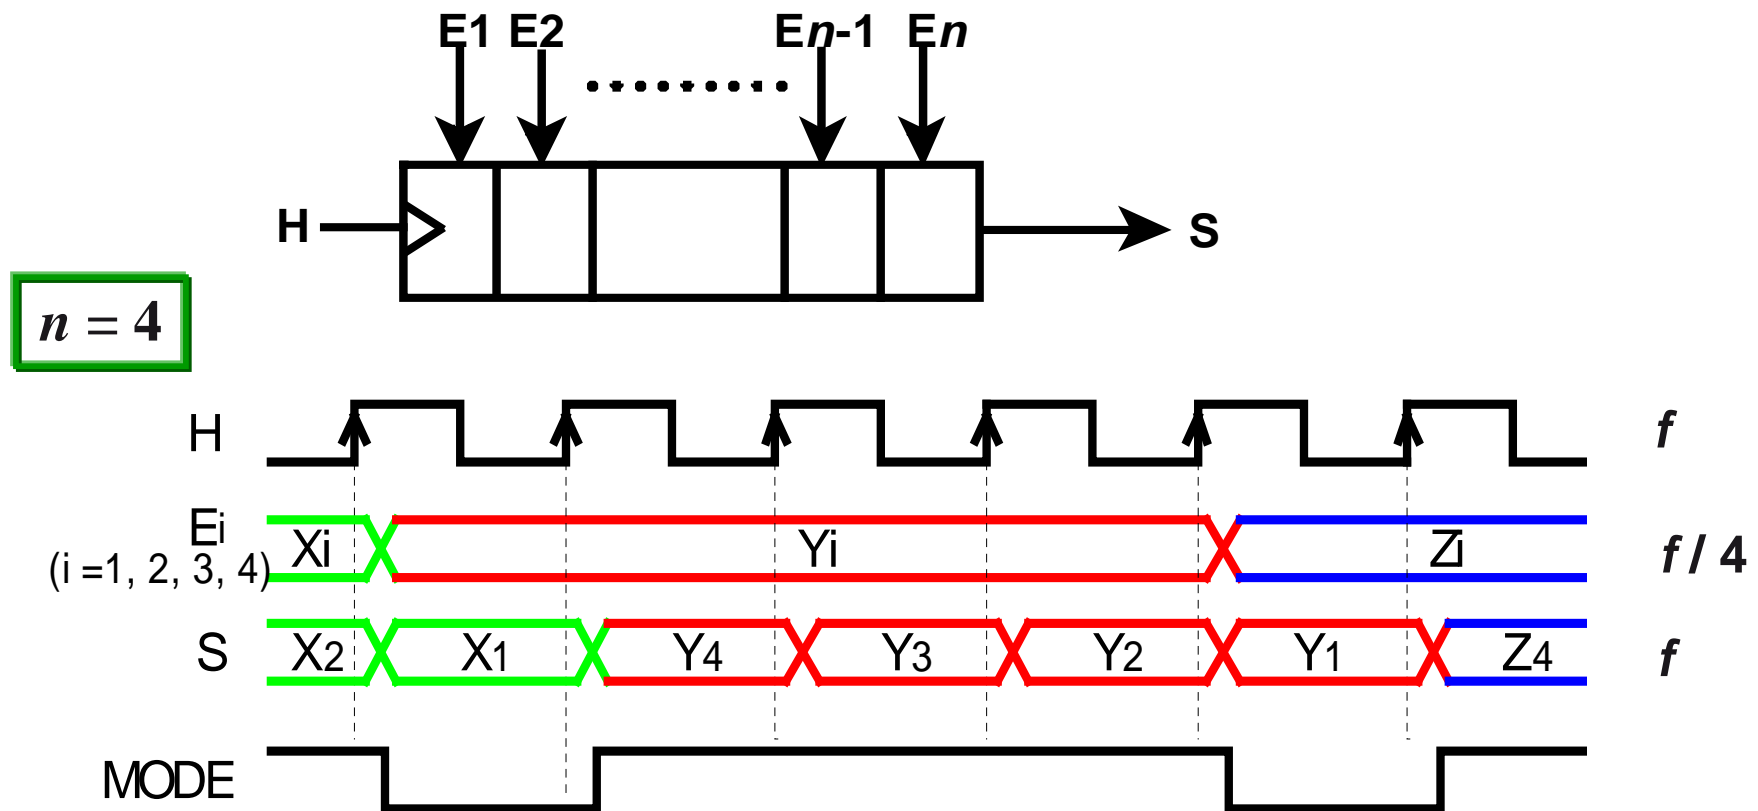 E1 E2 En-1 En
H S
n = 4
H f
Ei Xi Yi Zi f / 4
(i =1, 2, 3, 4)
S X2 X1 Y4 Y3 Y2 Y1 Z4 f
MODE